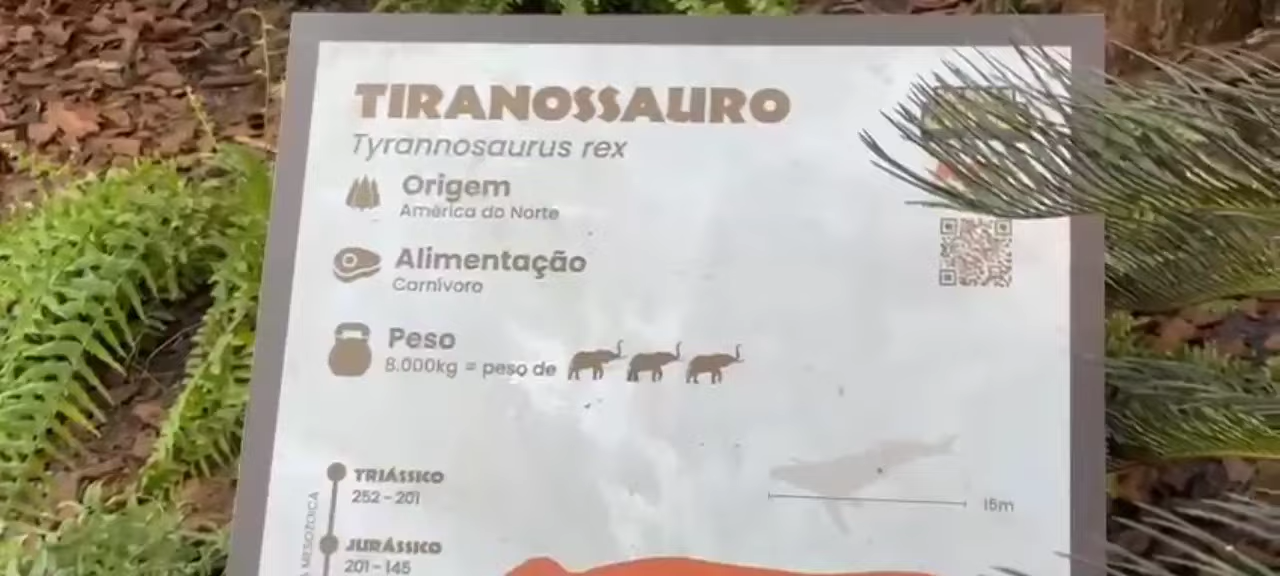 TIRANOSSAURO
Tyrannosaurus rex
Origem
América do Norte
Alimentação
Carnívoro
Peso
8.000kg = peso de
TRIÁSSICO
252 - 201
JURÁSSICO
201 - 145
MESOZOICA
15m